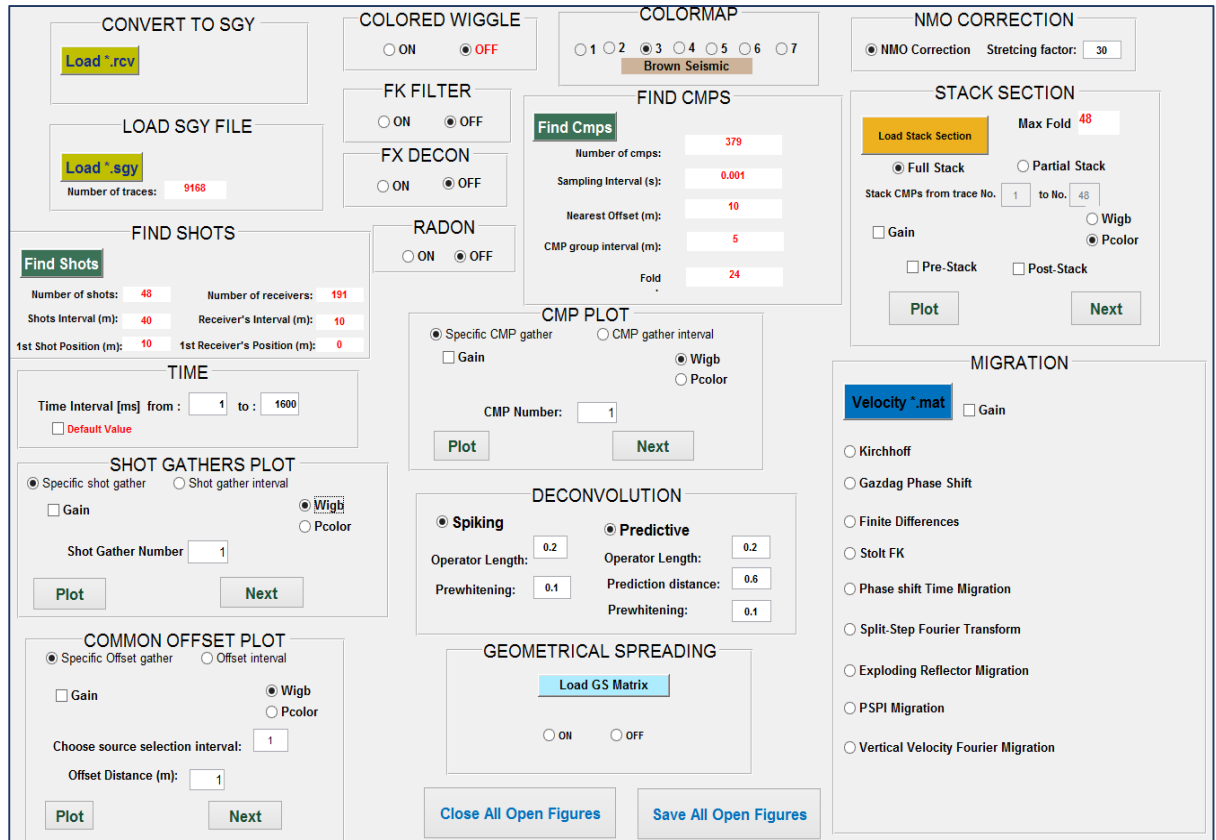 CONVERT TO SGY
Load *.rcv
LOAD SGY FILE
Load *.sgy
Number of traces: 9168
FIND SHOTS
Find Shots
Number of shots: 48 Number of receivers: 191
Shots Interval (m): 40 Receiver's Interval (m): 10
1st Shot Position (m): 10 1st Receiver's Position (m): 0
TIME
Time Interval [ms] from : 1 to : 1600
Default Value
SHOT GATHERS PLOT
Specific shot gather Shot gather interval
Gain Wigb
Pcolor
Shot Gather Number 1
Plot Next
COMMON OFFSET PLOT
Specific Offset gather Offset interval
Gain Wigb
Pcolor
Choose source selection interval: 1
Offset Distance (m): 1
Plot Next
COLORED WIGGLE
ON OFF
FK FILTER
ON OFF
FX DECON
ON OFF
RADON
ON OFF
COLORMAP
1 2 3 4 5 6 7
Brown Seismic
FIND CMPS
Find Cmps
Number of cmps: 379
Sampling Interval (s): 0.001
Nearest Offset (m): 10
CMP group interval (m): 5
Fold 24
CMP PLOT
Specific CMP gather CMP gather interval
Gain Wigb
Pcolor
CMP Number: 1
Plot Next
DECONVOLUTION
Spiking Predictive
Operator Length: 0.2 Operator Length: 0.2
Prewhitening: 0.1 Prediction distance: 0.6
Prewhitening: 0.1
GEOMETRICAL SPREADING
Load GS Matrix
ON OFF
Close All Open Figures Save All Open Figures
NMO CORRECTION
NMO Correction Stretcing factor: 30
STACK SECTION
Load Stack Section Max Fold 48
Full Stack Partial Stack
Stack CMPs from trace No. 1 to No. 48
Wigb
Gain Pcolor
Pre-Stack Post-Stack
Plot Next
MIGRATION
Velocity *.mat Gain
Kirchhoff
Gazdag Phase Shift
Finite Differences
Stolt FK
Phase shift Time Migration
Split-Step Fourier Transform
Exploding Reflector Migration
PSPI Migration
Vertical Velocity Fourier Migration